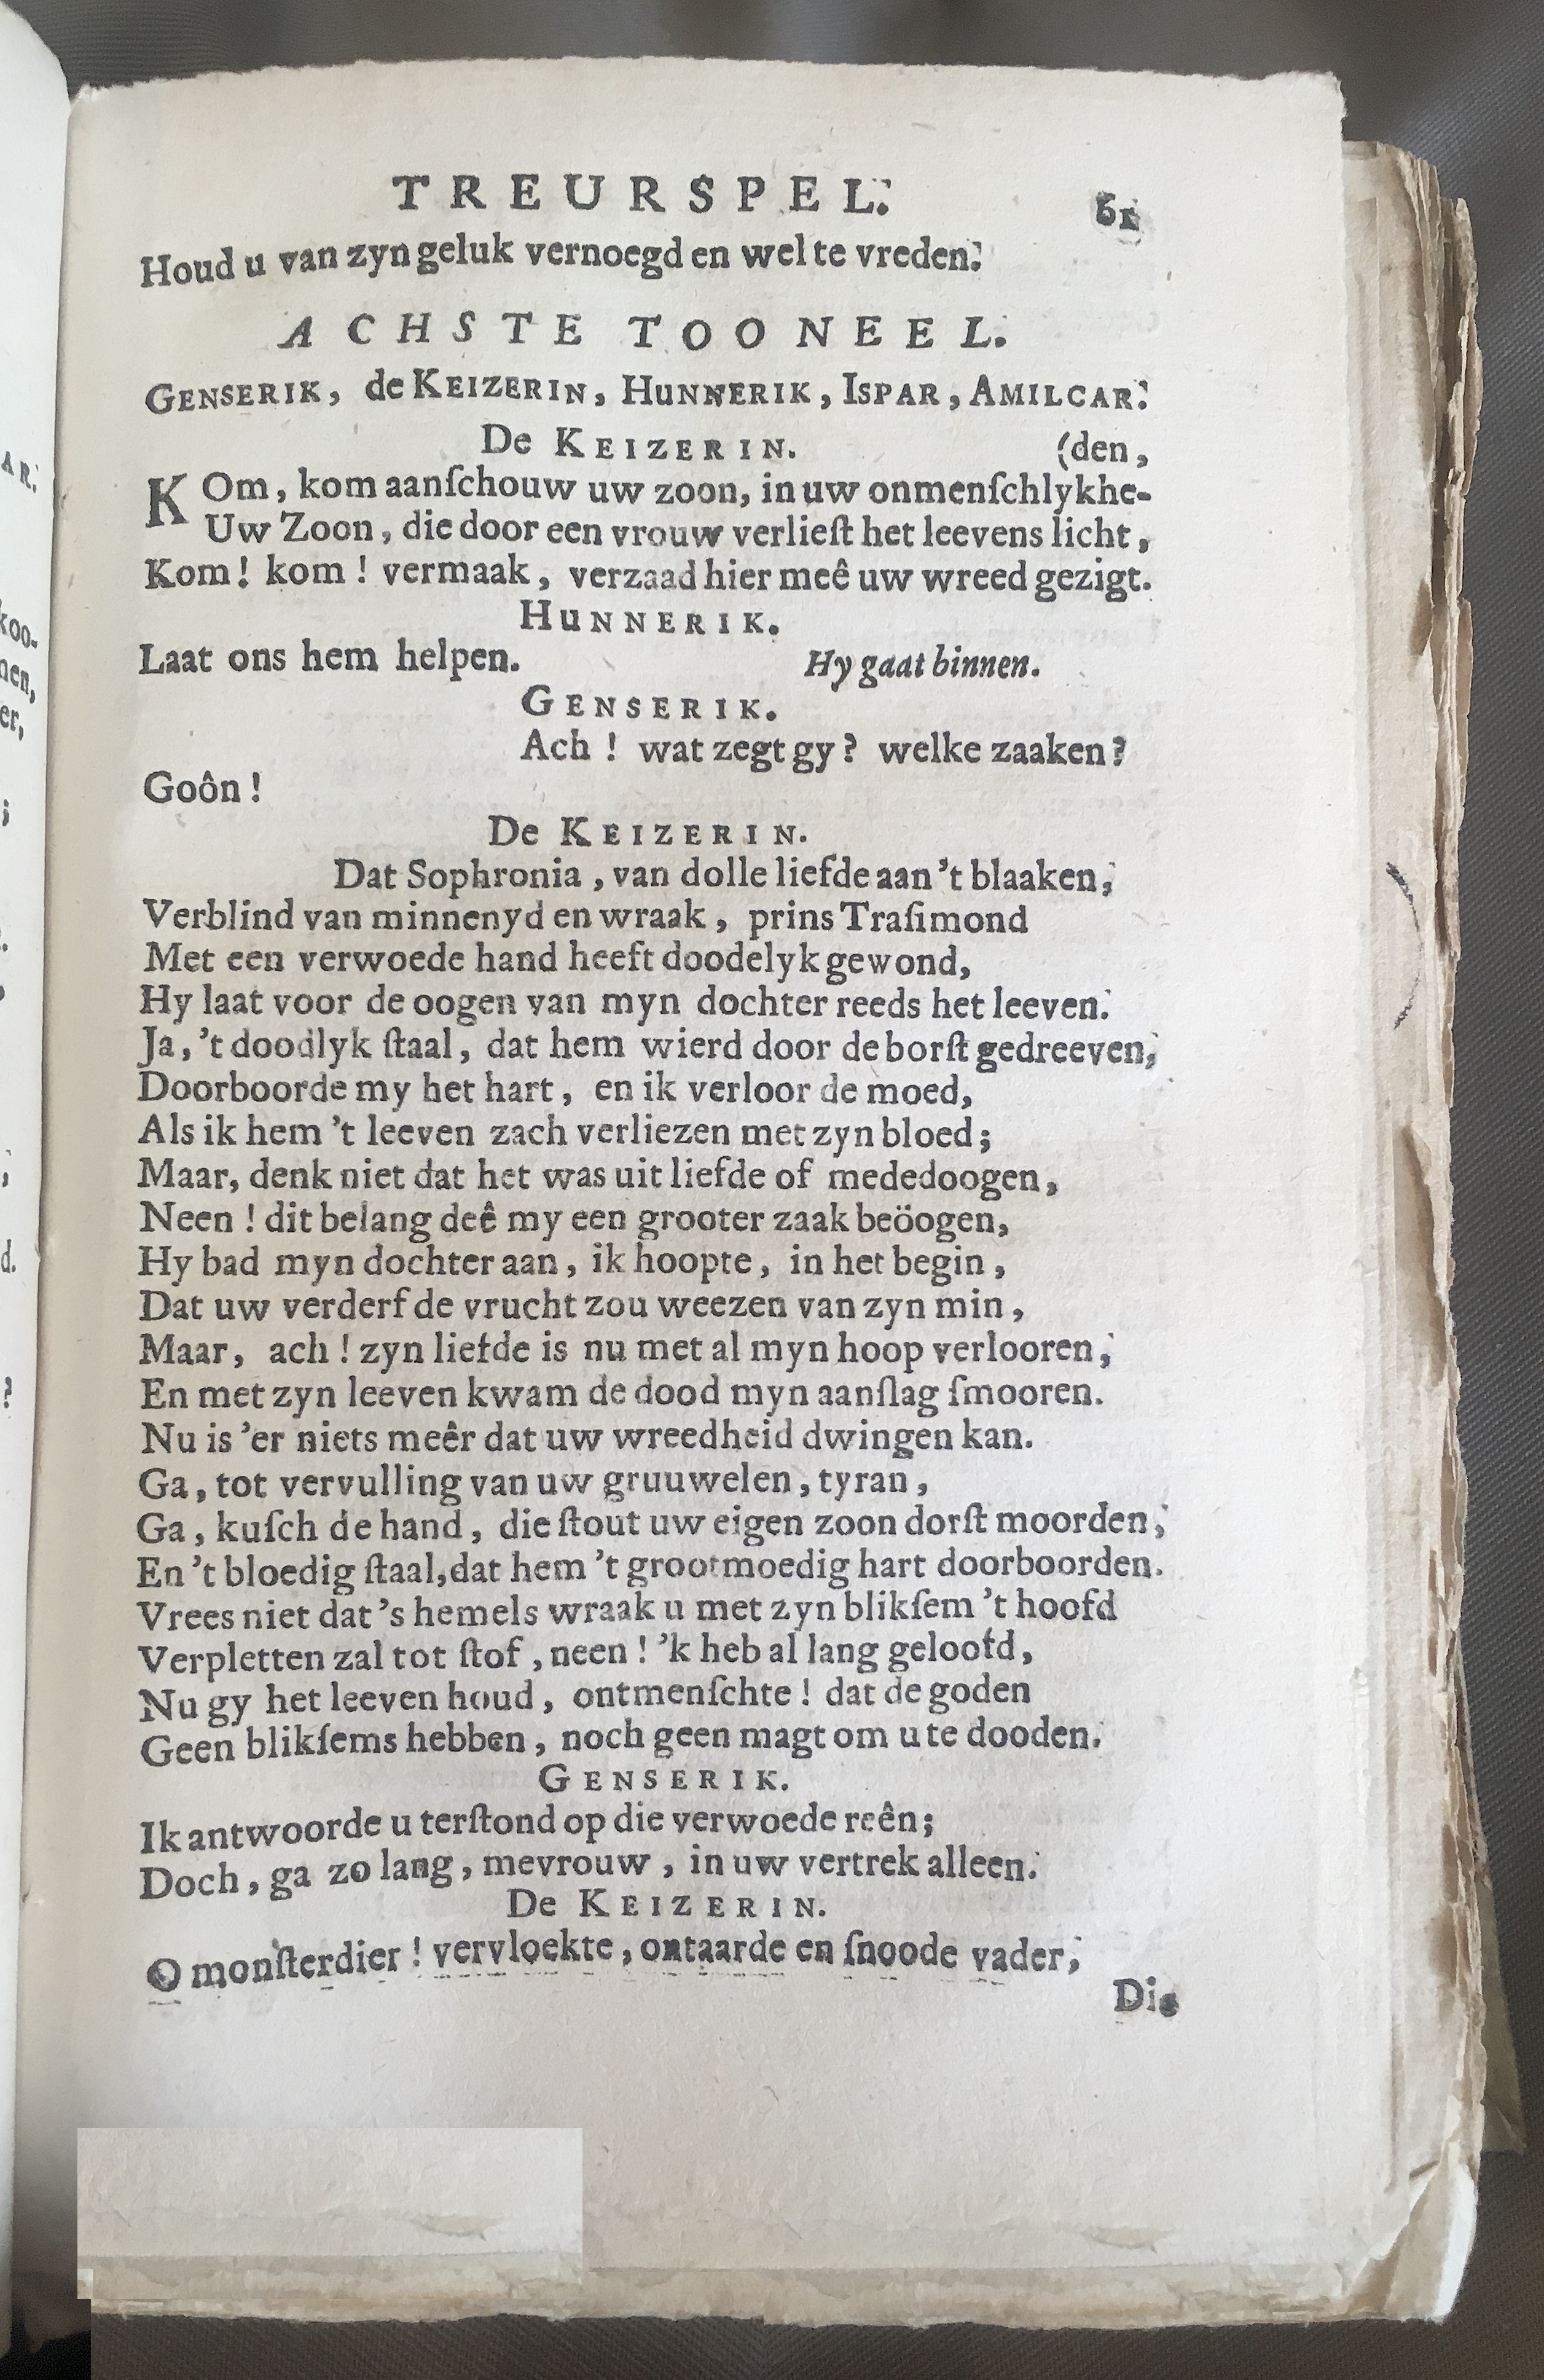 TREURSPEL. 61
Houd u van zyn geluk vernoegd en wel te vreden.
ACHSTE TOONEEL.
GENSERIK, de KEIZERIN, HUNNERIK, ISPAR, AMILCAR.
De KEIZERIN. (den,
KOm, kom aanſchouw uw zoon, in uw onmenſchlykhe-
Uw Zoon, die door een vrouw verlieſt het leevens licht,
Kom! kom! vermaak, verzaad hier meê uw wreed gezigt.
HUNNERIK.
Laat ons hem helpen. Hy gaat binnen.
GENSERIK.
Ach! wat zegt gy? welke zaaken?
Goôn!
De KEIZERIN.
Dat Sophronia, van dolle liefde aan 't blaaken,
Verblind van minnenyd en wraak, prins Traſimond
Met een verwoede hand heeft doodelyk gewond,
Hy laat voor de oogen van myn dochter reeds het leeven.
Ja, 't doodlyk ſtaal, dat hem wierd door de borſt gedreeven,
Doorboorde my het hart, en ik verloor de moed,
Als ik hem 't leeven zach verliezen met zyn bloed;
Maar, denk niet dat het was uit liefde of mededoogen,
Neen! dit belang deê my een grooter zaak beöogen,
Hy bad myn dochter aan, ik hoopte, in het begin,
Dat uw verderf de vrucht zou weezen van zyn min,
Maar, ach! zyn liefde is nu met al myn hoop verlooren,
En met zyn leeven kwam de dood myn aanſlag ſmooren.
Nu is 'er niets meêr dat uw wreedheid dwingen kan.
Ga, tot vervulling van uw gruuwelen, tyran,
Ga, kuſch de hand, die ſtout uw eigen zoon dorſt moorden,
En 't bloedig ſtaal, dat hem 't grootmoedig hart doorboorden.
Vrees niet dat 's hemels wraak u met zyn blikſem 't hoofd
Verpletten zal tot ſtof, neen! 'k heb al lang geloofd,
Nu gy het leeven houd, ontmenſchte! dat de goden
Geen blikſems hebben, noch geen magt om u te dooden.
GENSERIK.
Ik antwoorde u terſtond op die verwoede reên;
Doch, ga zo lang, mevrouw, in uw vertrek alleen.
De KEIZERIN.
O monſterdier! vervloekte, ontaarde en ſnoode vader,
Die
AR.
koo-
nen,
er,
;
.
,
d.
?